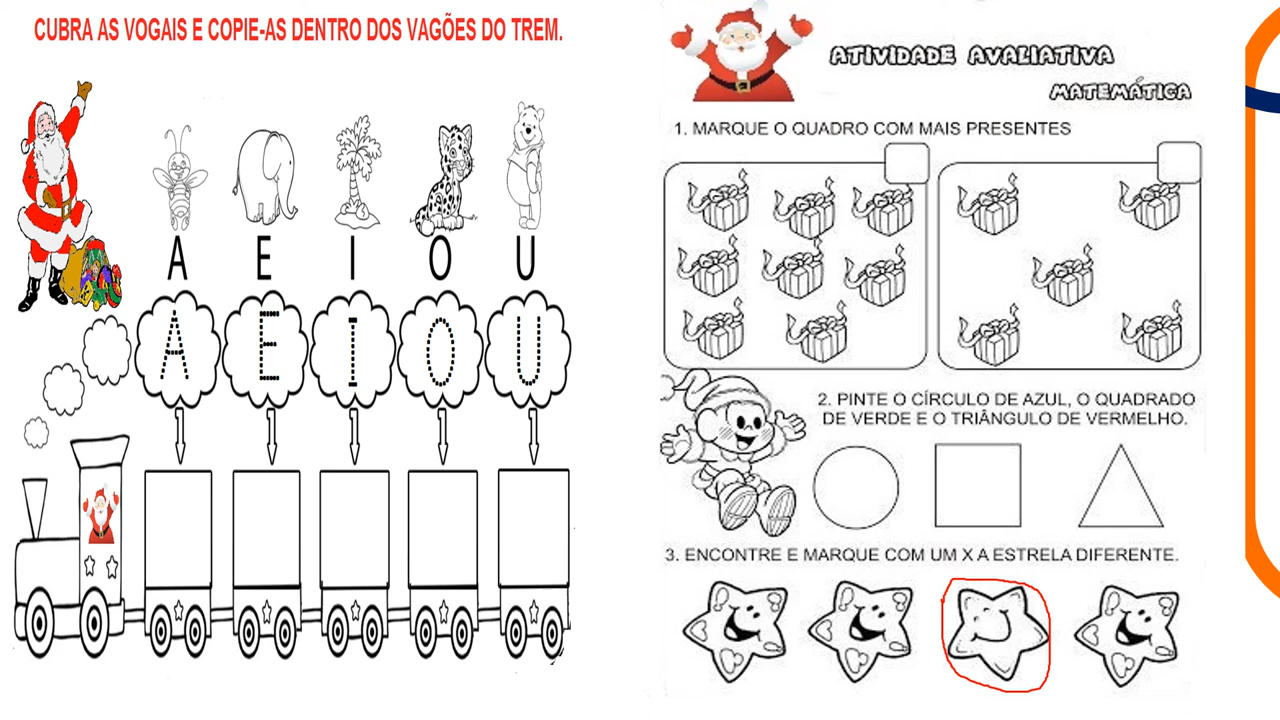 CUBRA AS VOGAIS E COPIE-AS DENTRO DOS VAGÕES DO TREM.
A E I O U
A E I O U
ATIVIDADE AVALIATIVA
MATEMÁTICA
1. MARQUE O QUADRO COM MAIS PRESENTES
2. PINTE O CÍRCULO DE AZUL, O QUADRADO
DE VERDE E O TRIÂNGULO DE VERMELHO.
3. ENCONTRE E MARQUE COM UM X A ESTRELA DIFERENTE.